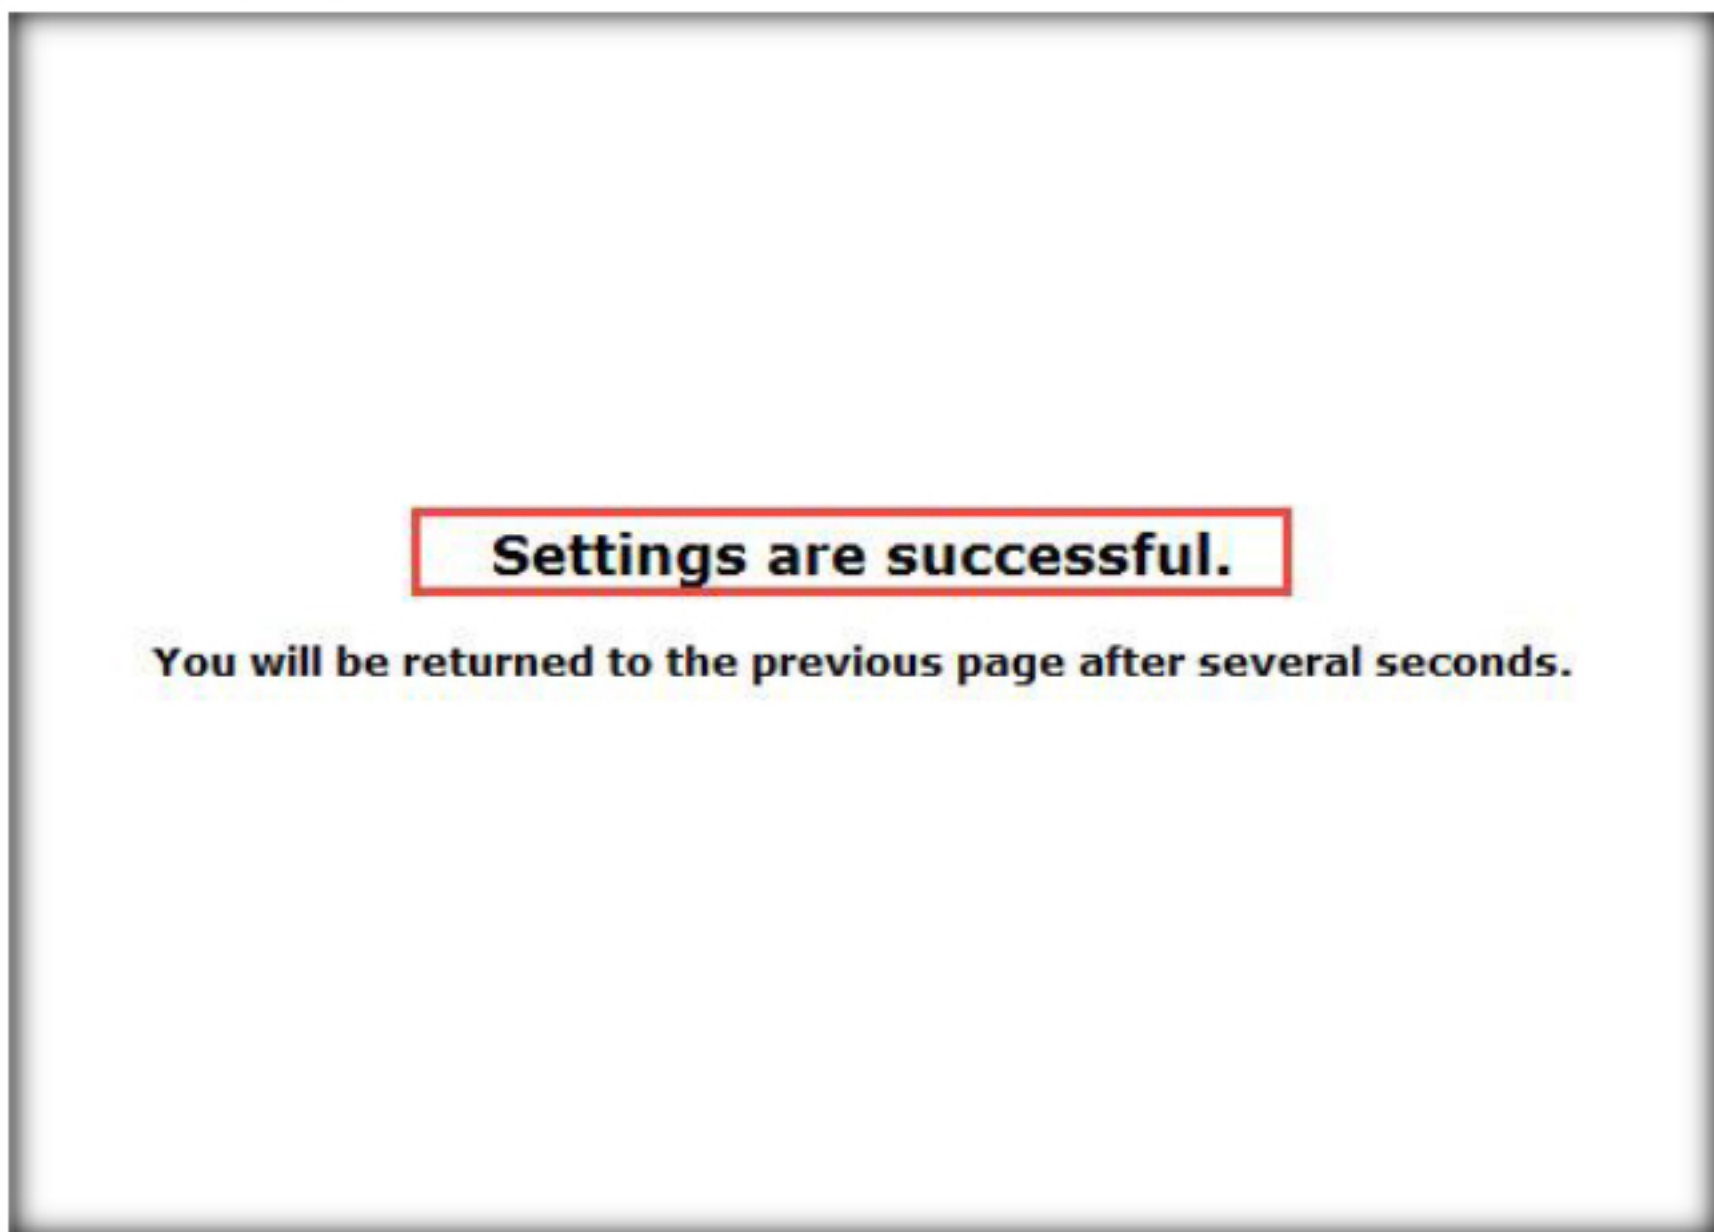 Settings are successful.
You will be returned to the previous page after several seconds.